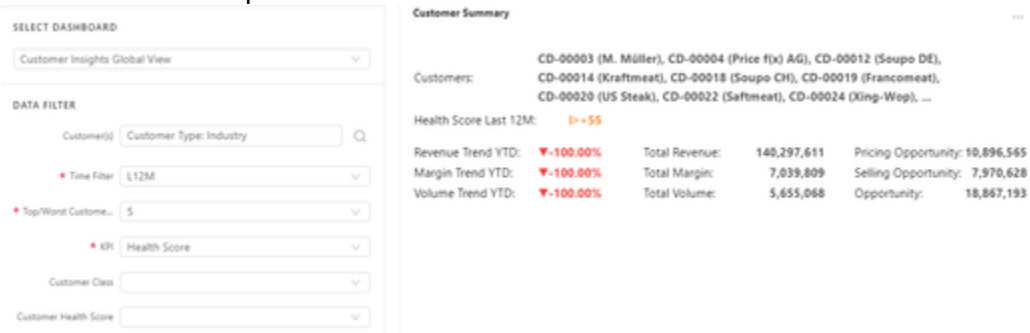 SELECT DASHBOARD
Customer Insights Global View
DATA FILTER
Customer(s) Customer Type: Industry
* Time Filter L12M
* Top/Worst Custome... 5
* KPI Health Score
Customer Class
Customer Health Score
Customer Summary
...
Customers: CD-00003 (M. Müller), CD-00004 (Price f(x) AG), CD-00012 (Soupo DE),
CD-00014 (Kraftmeat), CD-00018 (Soupo CH), CD-00019 (Francomeat),
CD-00020 (US Steak), CD-00022 (Saftmeat), CD-00024 (Xing-Wop), ...
Health Score Last 12M: ▷+55
Revenue Trend YTD: ▼-100.00% Total Revenue: 140,297,611 Pricing Opportunity: 10,896,565
Margin Trend YTD: ▼-100.00% Total Margin: 7,039,809 Selling Opportunity: 7,970,628
Volume Trend YTD: ▼-100.00% Total Volume: 5,655,068 Opportunity: 18,867,193